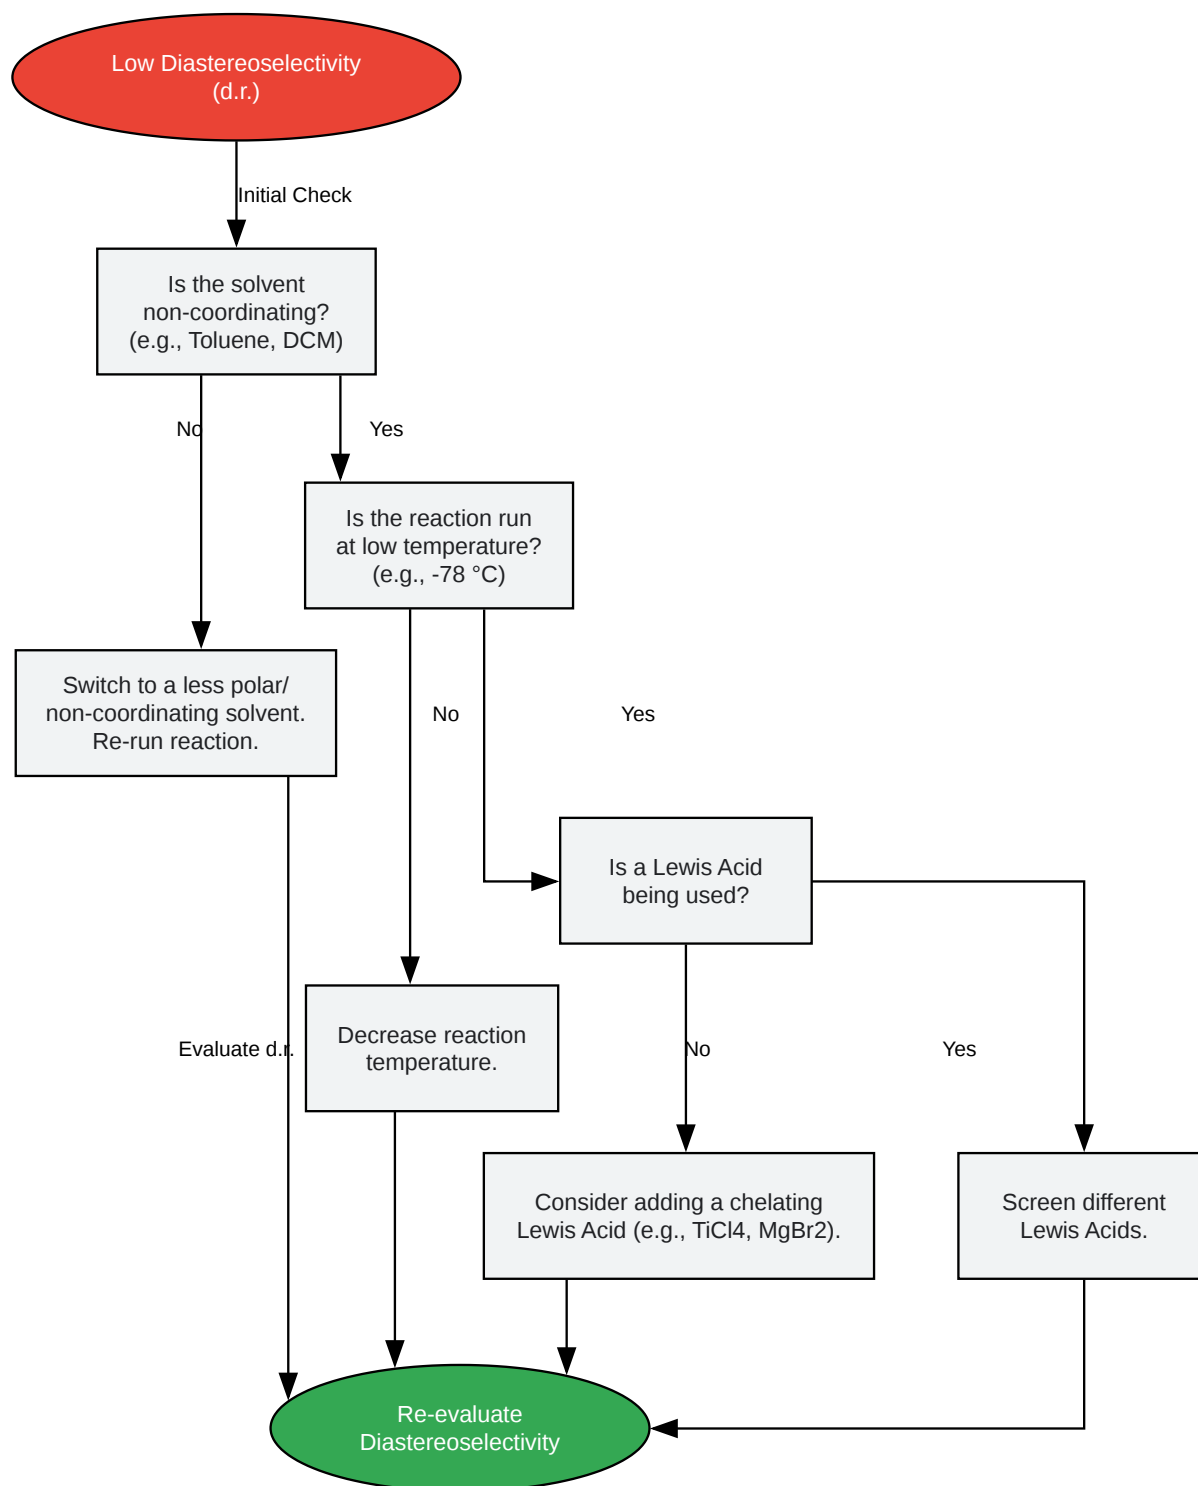 Low Diastereoselectivity
(d.r.)
Initial Check
Is the solvent
non-coordinating?
(e.g., Toluene, DCM)
No
Yes
Is the reaction run
at low temperature?
(e.g., -78 °C)
Switch to a less polar/
non-coordinating solvent.
Re-run reaction.
No
Yes
Is a Lewis Acid
being used?
Evaluate d.r.
Decrease reaction
temperature.
No
Yes
Consider adding a chelating
Lewis Acid (e.g., TiCl4, MgBr2).
Screen different
Lewis Acids.
Re-evaluate
Diastereoselectivity